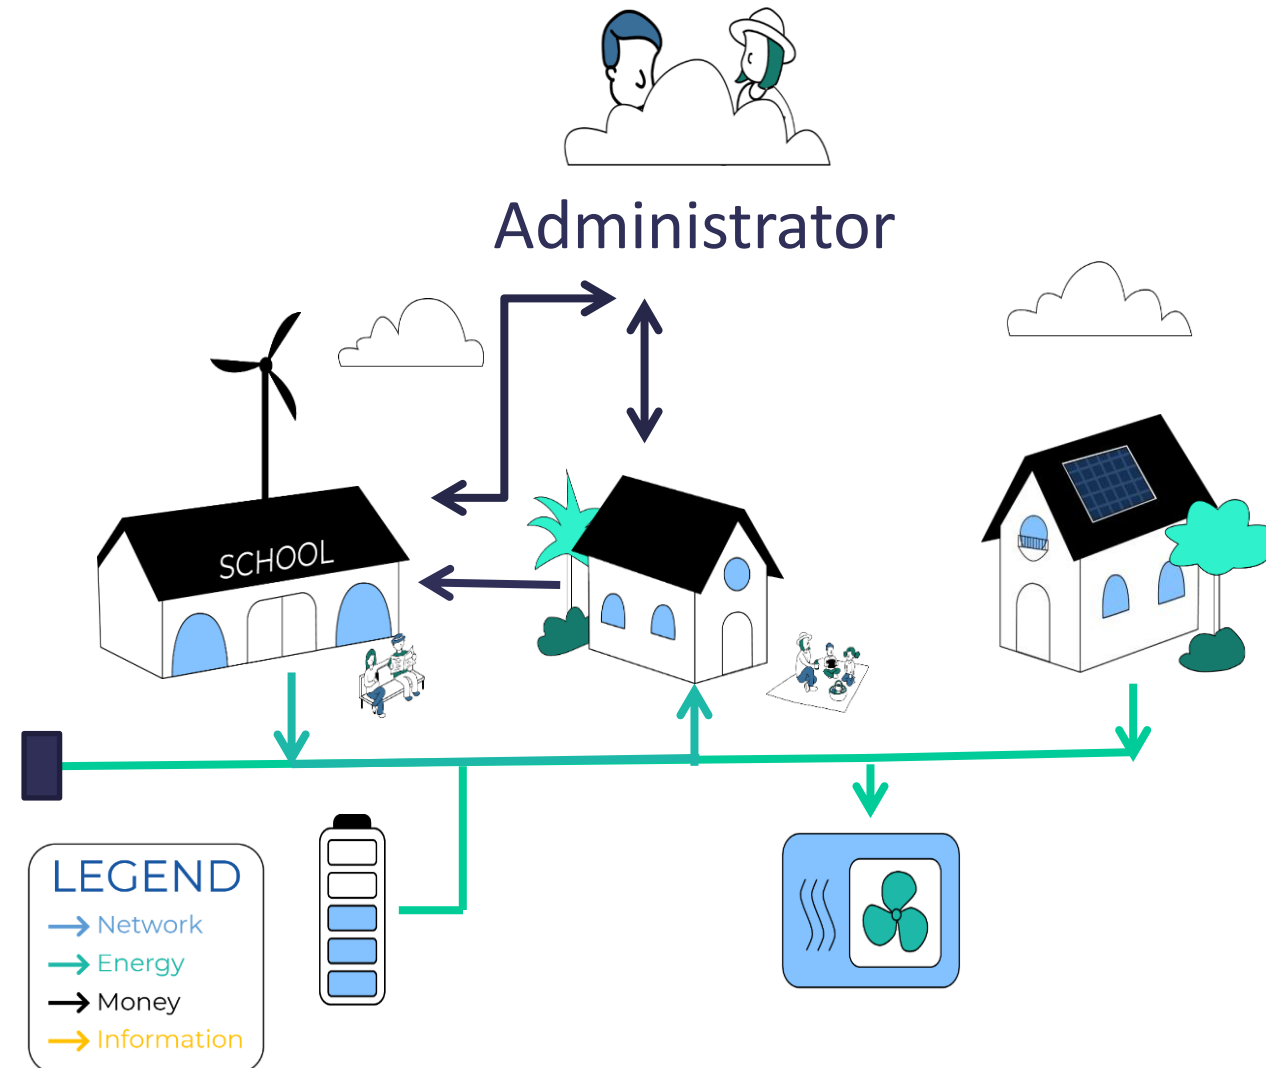 Administrator
SCHOOL
LEGEND
Network
Energy
Money
Information